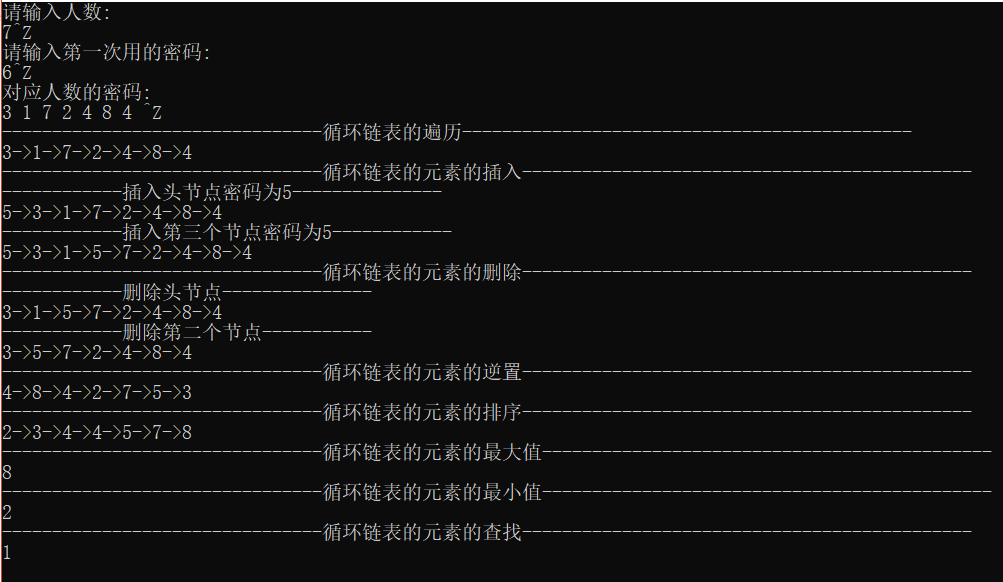 请输入人数:
7^Z
请输入第一次用的密码:
6^Z
对应人数的密码:
3 1 7 2 4 8 4 ^Z
--------------------------------循环链表的遍历---------------------------------------------
3->1->7->2->4->8->4
--------------------------------循环链表的元素的插入---------------------------------------------
------------插入头节点密码为5---------------
5->3->1->7->2->4->8->4
------------插入第三个节点密码为5------------
5->3->1->5->7->2->4->8->4
--------------------------------循环链表的元素的删除---------------------------------------------
------------删除头节点---------------
3->1->5->7->2->4->8->4
------------删除第二个节点-----------
3->5->7->2->4->8->4
--------------------------------循环链表的元素的逆置---------------------------------------------
4->8->4->2->7->5->3
--------------------------------循环链表的元素的排序---------------------------------------------
2->3->4->4->5->7->8
--------------------------------循环链表的元素的最大值---------------------------------------------
8
--------------------------------循环链表的元素的最小值---------------------------------------------
2
--------------------------------循环链表的元素的查找---------------------------------------------
1